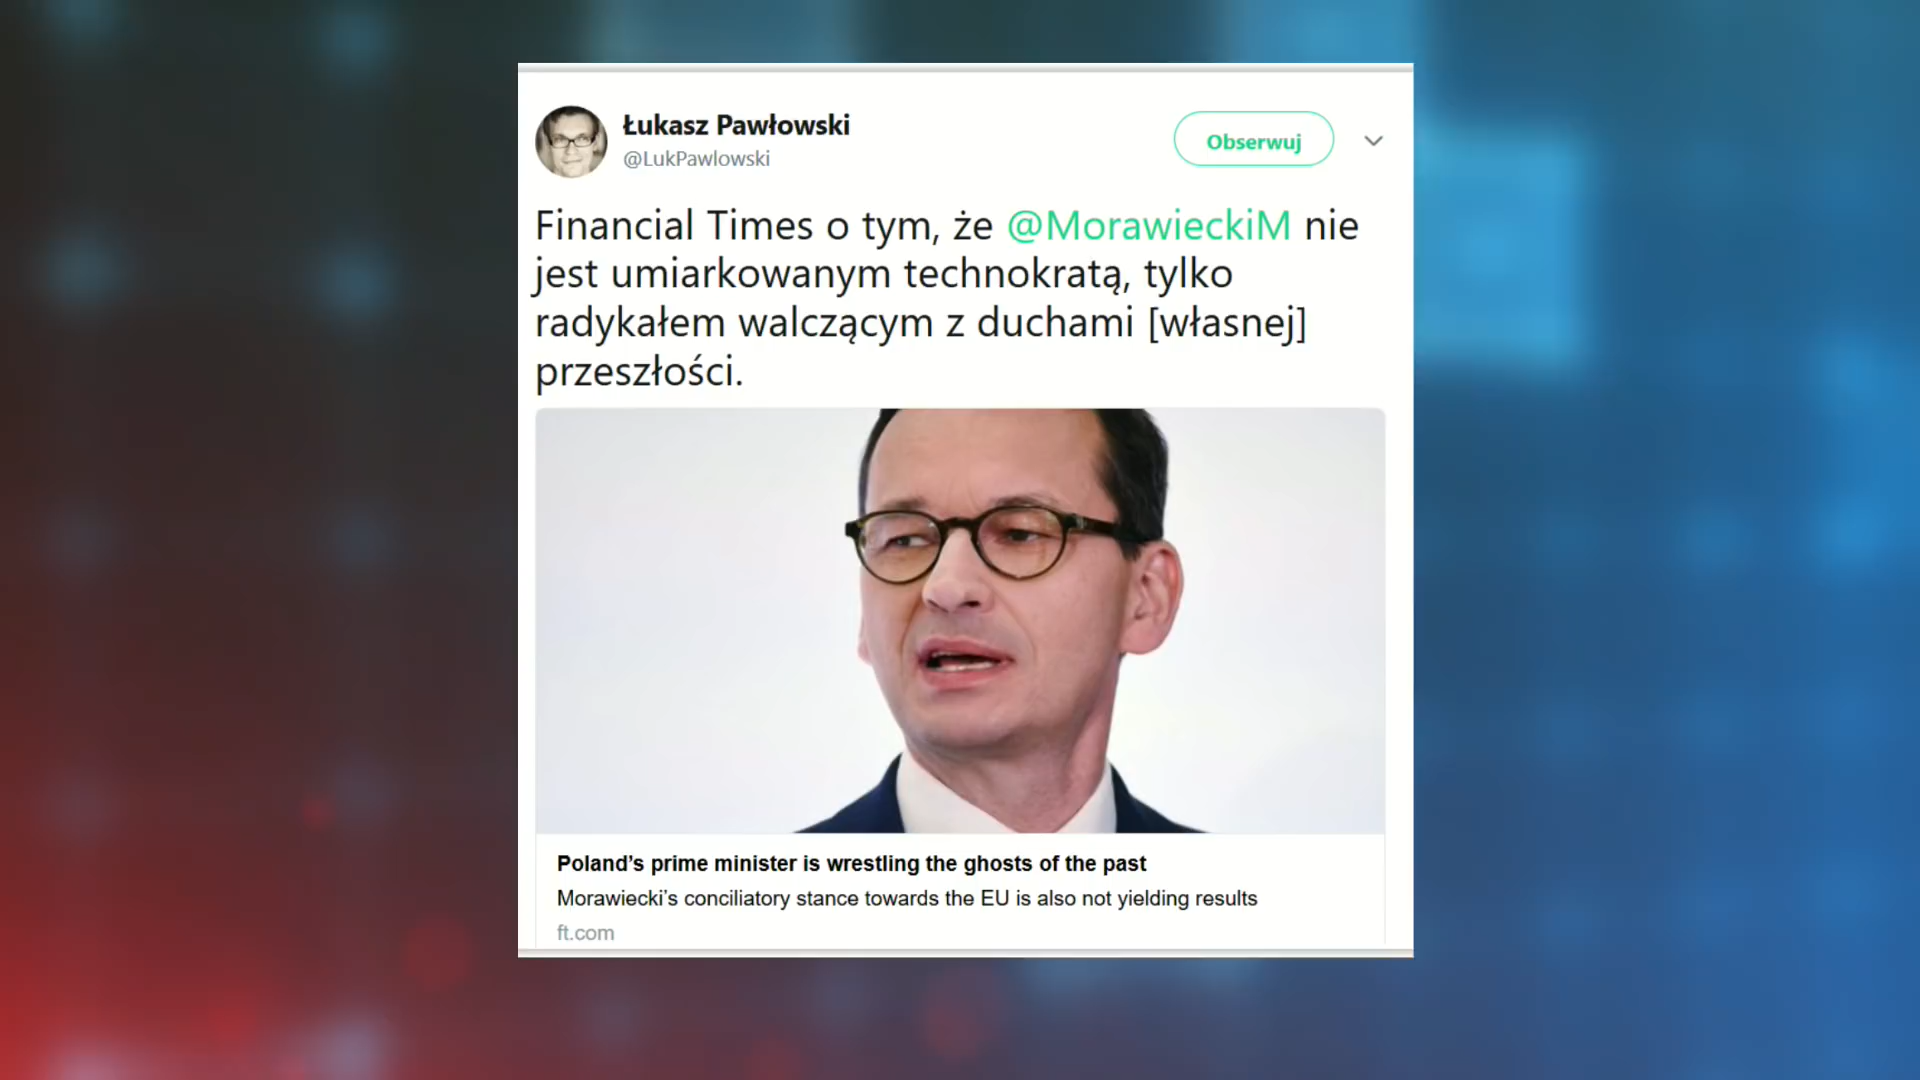 Łukasz Pawłowski
@LukPawlowski
Obserwuj
Financial Times o tym, że @MorawieckiM nie
jest umiarkowanym technokratą, tylko
radykałem walczącym z duchami [własnej]
przeszłości.
Poland’s prime minister is wrestling the ghosts of the past
Morawiecki’s conciliatory stance towards the EU is also not yielding results
ft.com